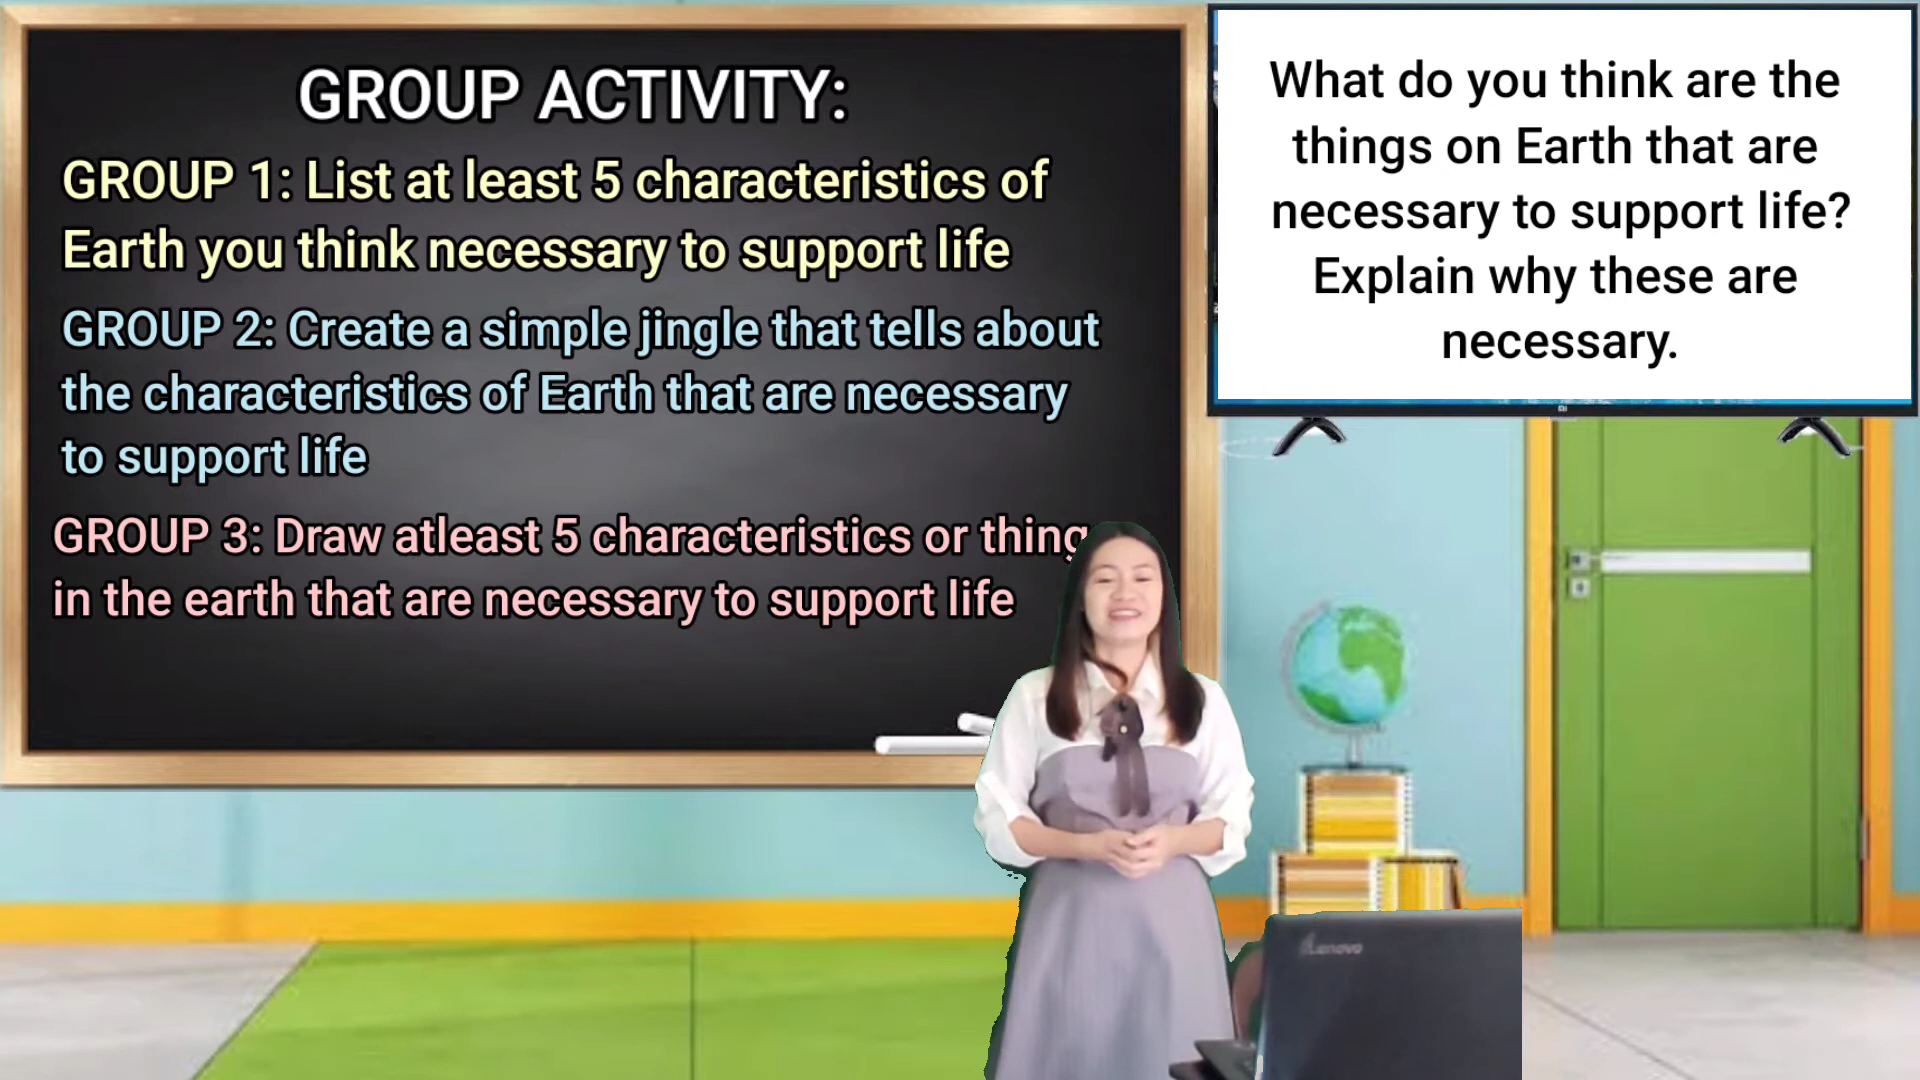 GROUP ACTIVITY:
GROUP 1: List at least 5 characteristics of
Earth you think necessary to support life
GROUP 2: Create a simple jingle that tells about
the characteristics of Earth that are necessary
to support life
GROUP 3: Draw atleast 5 characteristics or thing
in the earth that are necessary to support life
What do you think are the
things on Earth that are
necessary to support life?
Explain why these are
necessary.
Lenovo